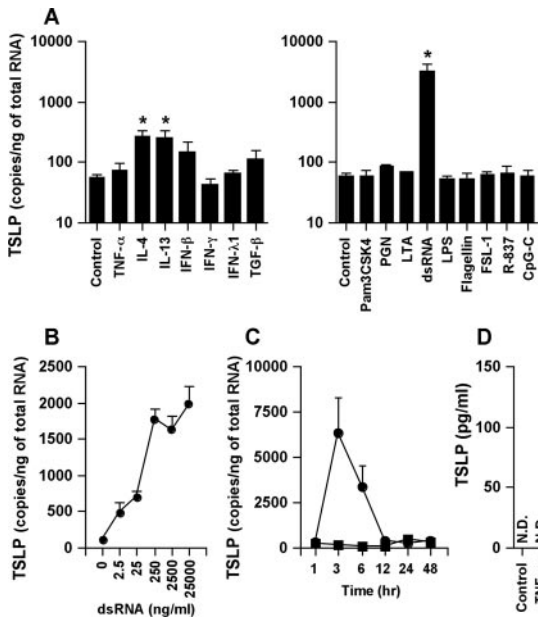 A
TSLP (copies/ng of total RNA)
10000
1000
100
10
* *
Control
TNF-α
IL-4
IL-13
IFN-β
IFN-γ
IFN-λ1
TGF-β
10000
1000
100
10
*
Control
Pam3CSK4
PGN
LTA
dsRNA
LPS
Flagellin
FSL-1
R-837
CpG-C
B
TSLP (copies/ng of total RNA)
2500
2000
1500
1000
500
0
0
2.5
25
250
2500
25000
dsRNA (ng/ml)
C
TSLP (copies/ng of total RNA)
10000
7500
5000
2500
0
1 3 6 12 24 48
Time (hr)
D
TSLP (pg/ml)
150
100
50
0
N.D.
N.D.
Control
TNF